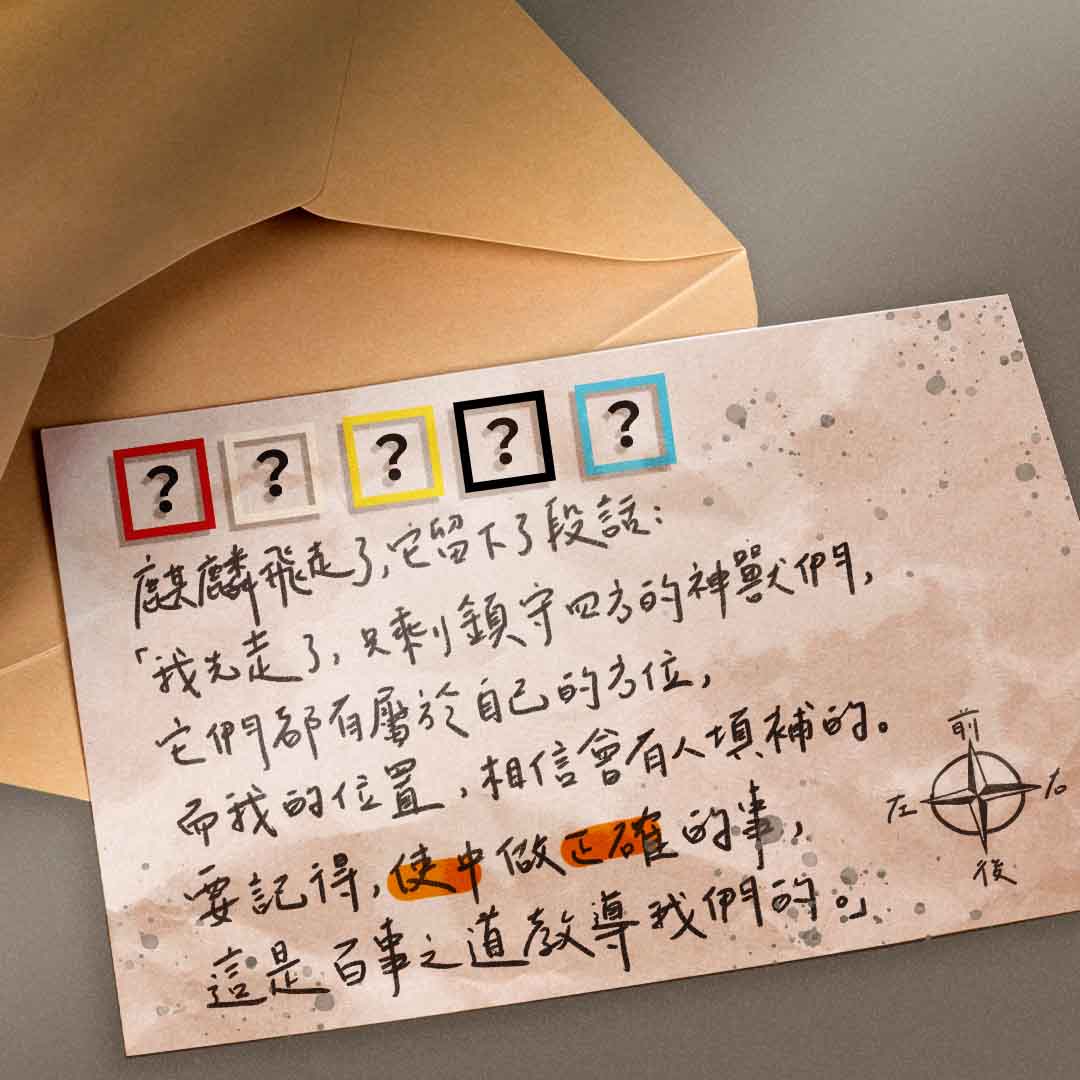 ? ? ? ? ?
麒麟飛走了,它留下了段話:
「我先走了,只剩鎮守四方的神獸們,
它們都有屬於自己的方位,
而我的位置,相信會有人填補的。
要記得,使中做正確的事,
這是百事之道教導我們的。」
前
左
右
後